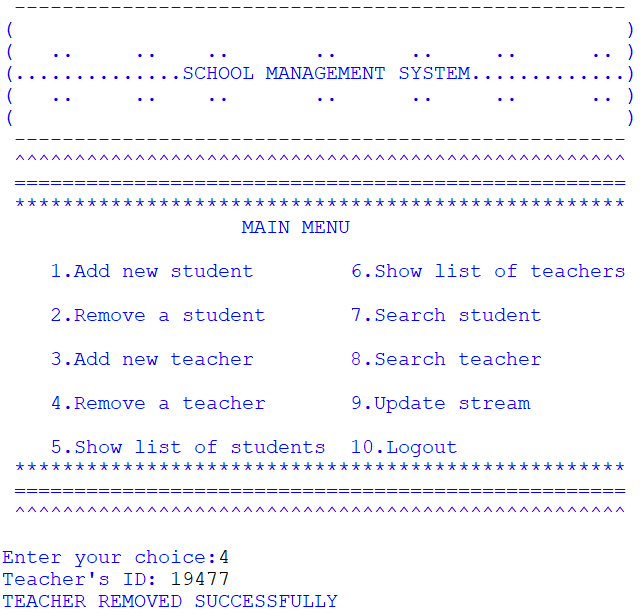 SCHOOL MANAGEMENT SYSTEM
MAIN MENU
1.Add new student 6.Show list of teachers
2.Remove a student 7.Search student
3.Add new teacher 8.Search teacher
4.Remove a teacher 9.Update stream
5.Show list of students 10.Logout
Enter your choice:4
Teacher's ID: 19477
TEACHER REMOVED SUCCESSFULLY